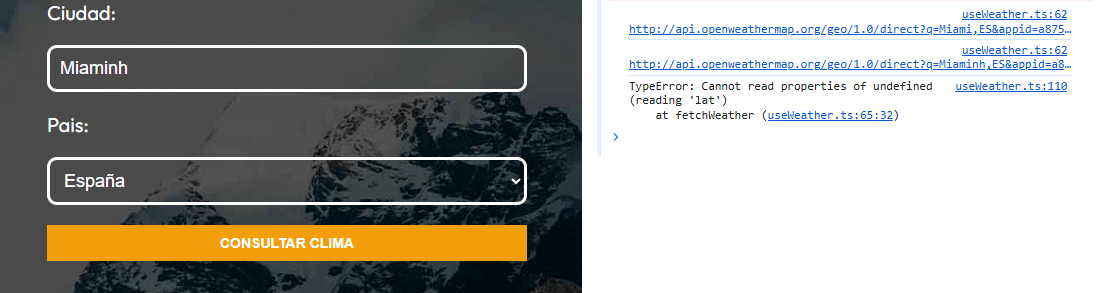 Ciudad:
Miaminh
Pais:
España
CONSULTAR CLIMA
useWeather.ts:62
http://api.openweathermap.org/geo/1.0/direct?q=Miami,ES&appid=a875…
useWeather.ts:62
http://api.openweathermap.org/geo/1.0/direct?q=Miaminh,ES&appid=a8…
TypeError: Cannot read properties of undefined useWeather.ts:110
(reading 'lat')
at fetchWeather (useWeather.ts:65:32)